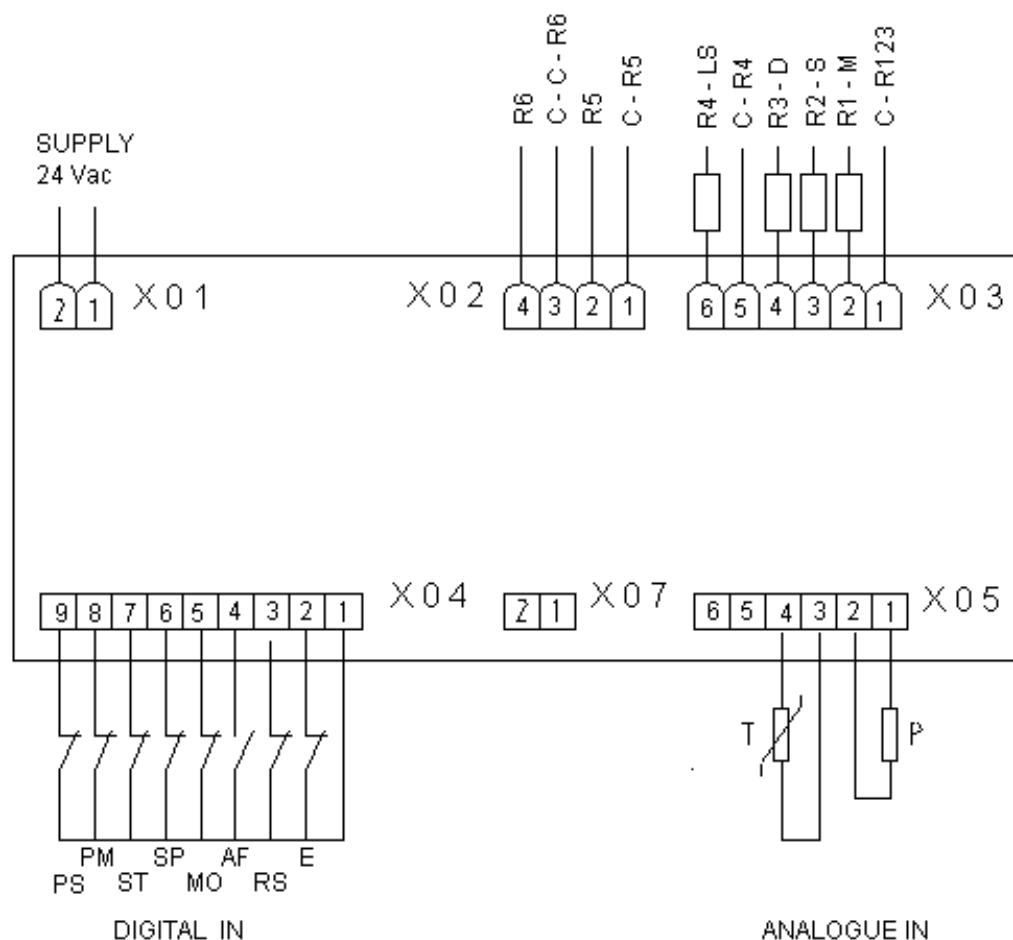 SUPPLY
24 Vac
R6
C - C - R6
R5
C - R5
R4 - LS
C - R4
R3 - D
R2 - S
R1 - M
C - R123
2 1 X01
X02 4 3 2 1
6 5 4 3 2 1 X03
9 8 7 6 5 4 3 2 1 X04
2 1 X07
6 5 4 3 2 1 X05
T
P
PM SP AF E
PS ST MO RS
DIGITAL IN
ANALOGUE IN